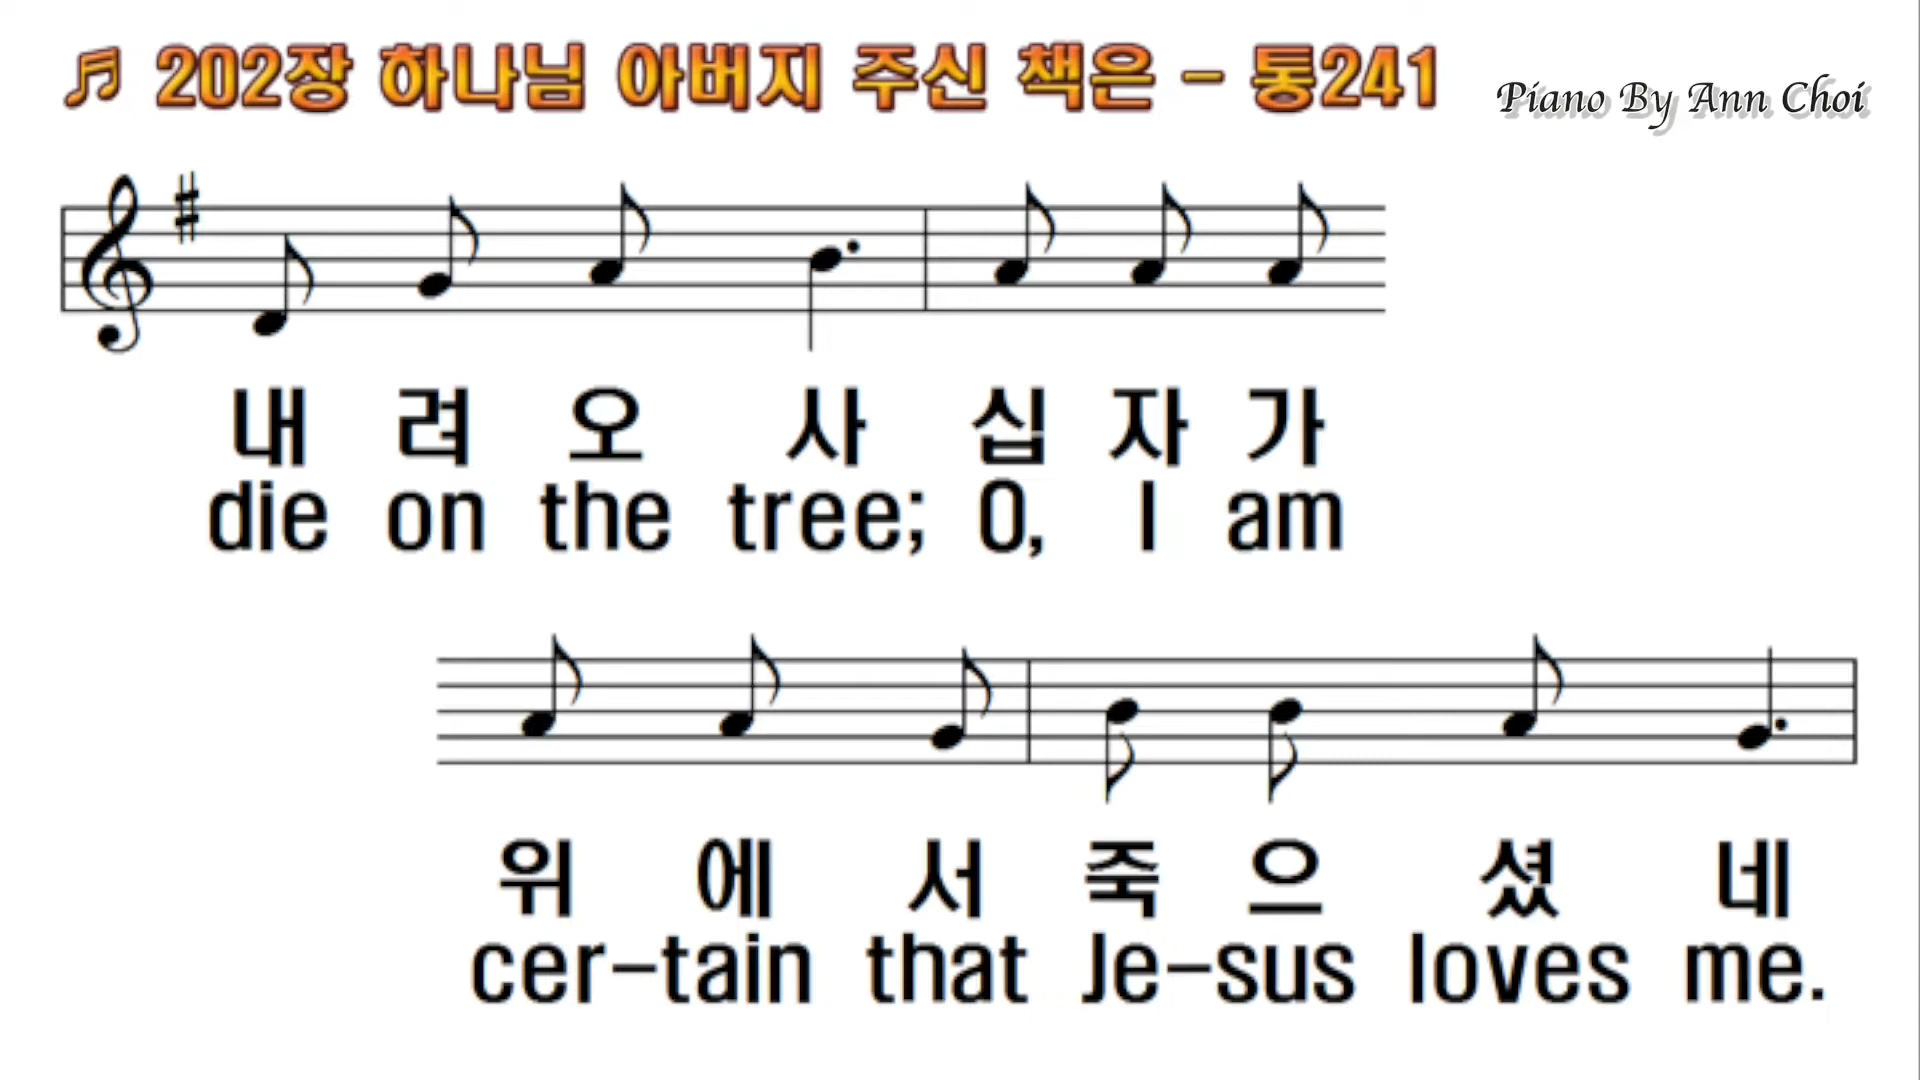 ♬ 202장 하나님 아버지 주신 책은 - 통241
Piano By Ann Choi
내 려 오 사 십 자 가
die on the tree; O, I am
위 에 서 죽 으 셨 네
cer-tain that Je-sus loves me.